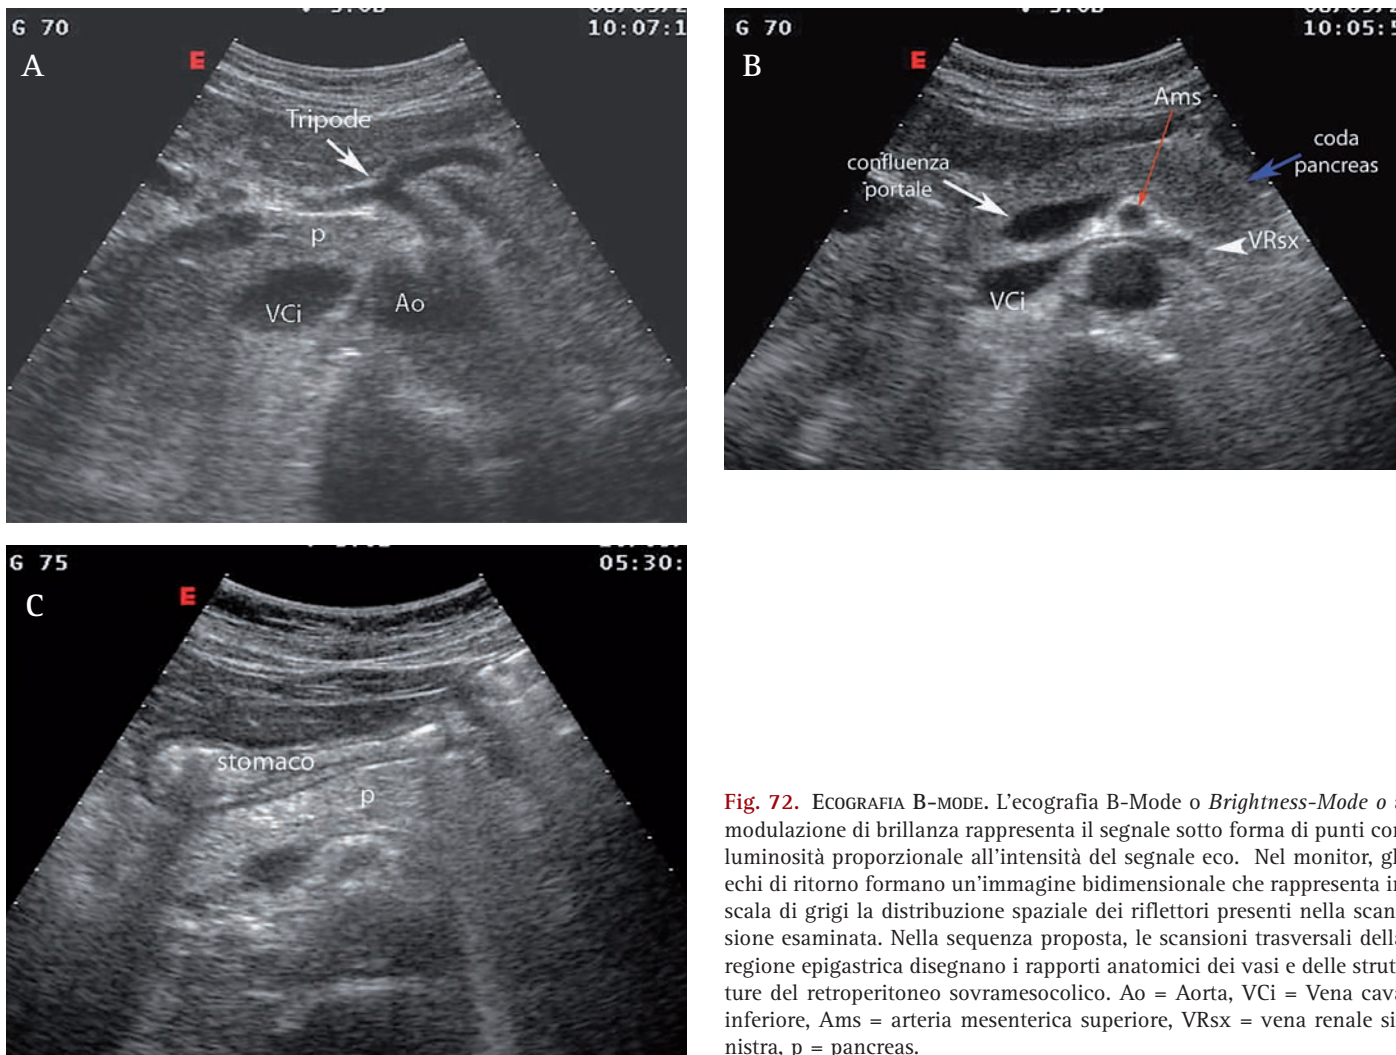 G 70
10:07:1
A
E
Tripode
p
VCi
Ao
G 70
10:05:5
B
E
Ams
coda
pancreas
confluenza
portale
VRsx
VCi
G 75
05:30:
C
E
stomaco
p
Fig. 72. ECOGRAFIA B-MODE. L'ecografia B-Mode o Brightness-Mode o
modulazione di brillanza rappresenta il segnale sotto forma di punti con
luminosità proporzionale all'intensità del segnale eco. Nel monitor, gl
echi di ritorno formano un'immagine bidimensionale che rappresenta in
scala di grigi la distribuzione spaziale dei riflettori presenti nella scan
sione esaminata. Nella sequenza proposta, le scansioni trasversali della
regione epigastrica disegnano i rapporti anatomici dei vasi e delle strut
ture del retroperitoneo sovramesocolico. Ao = Aorta, VCi = Vena cava
inferiore, Ams = arteria mesenterica superiore, VRsx = vena renale si
nistra, p = pancreas.